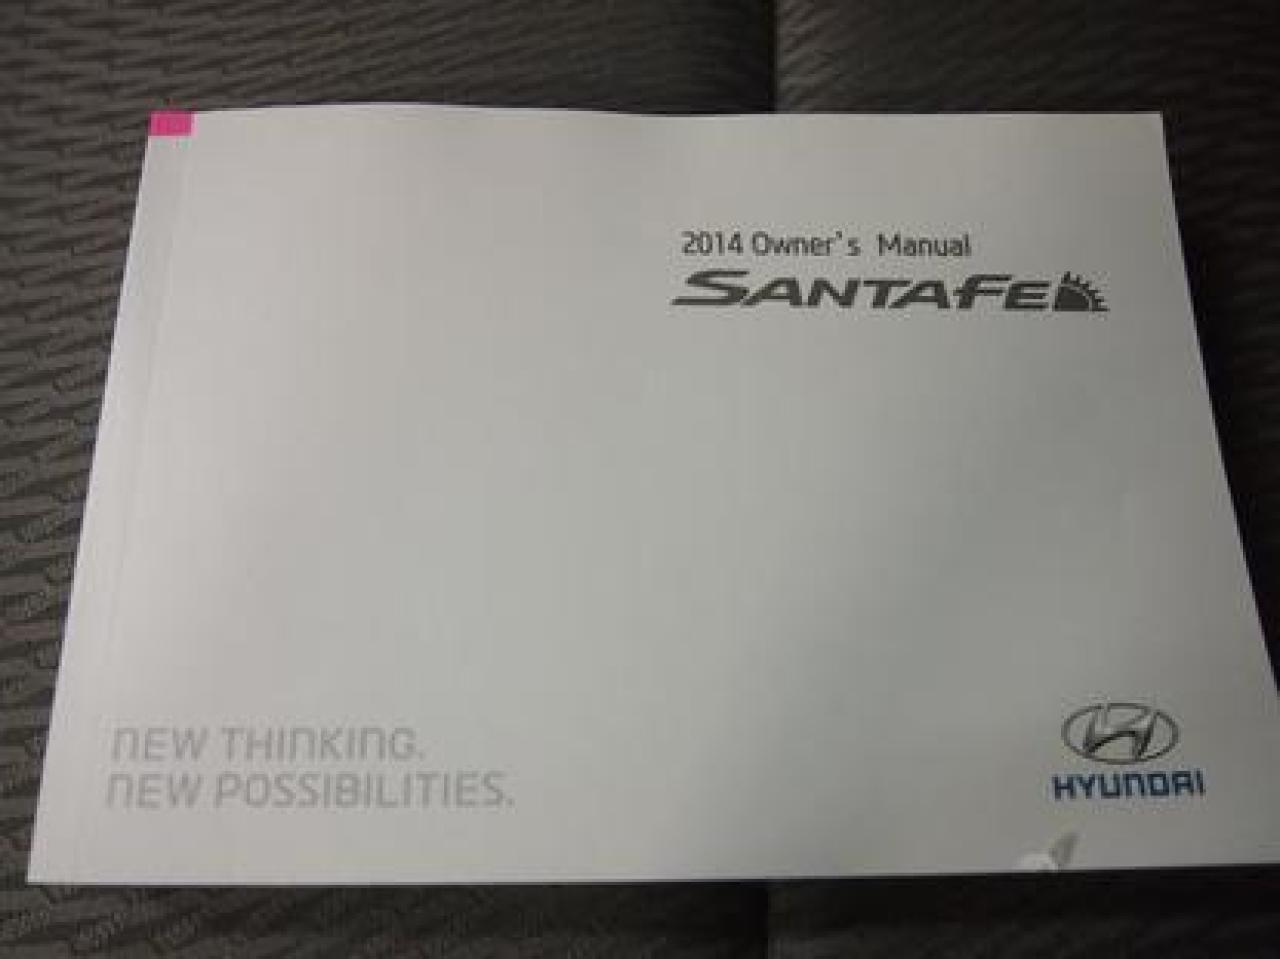 2014 Owner's Manual
SANTAFE
NEW THINKING.
NEW POSSIBILITIES.
HYUNDAI